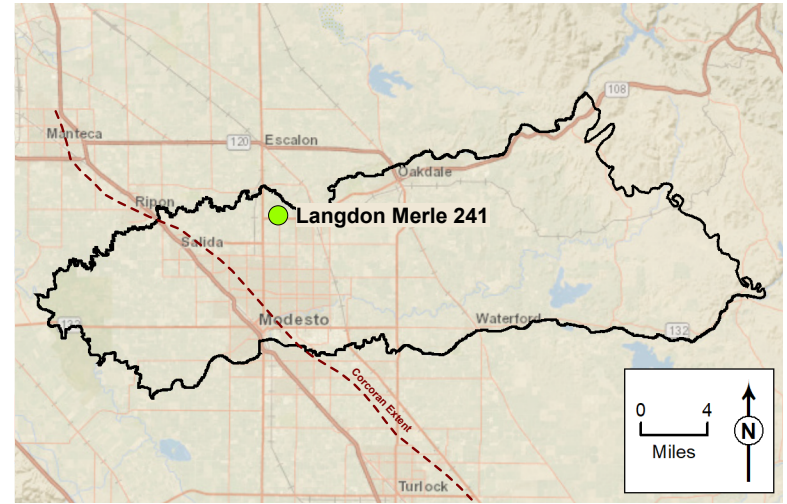 108
Manteca
120
Escalon
Oakdale
Ripon
Langdon Merle 241
Salida
132
Modesto
Waterford
132
Corcoran Extent
0 4
Miles
N
Turlock